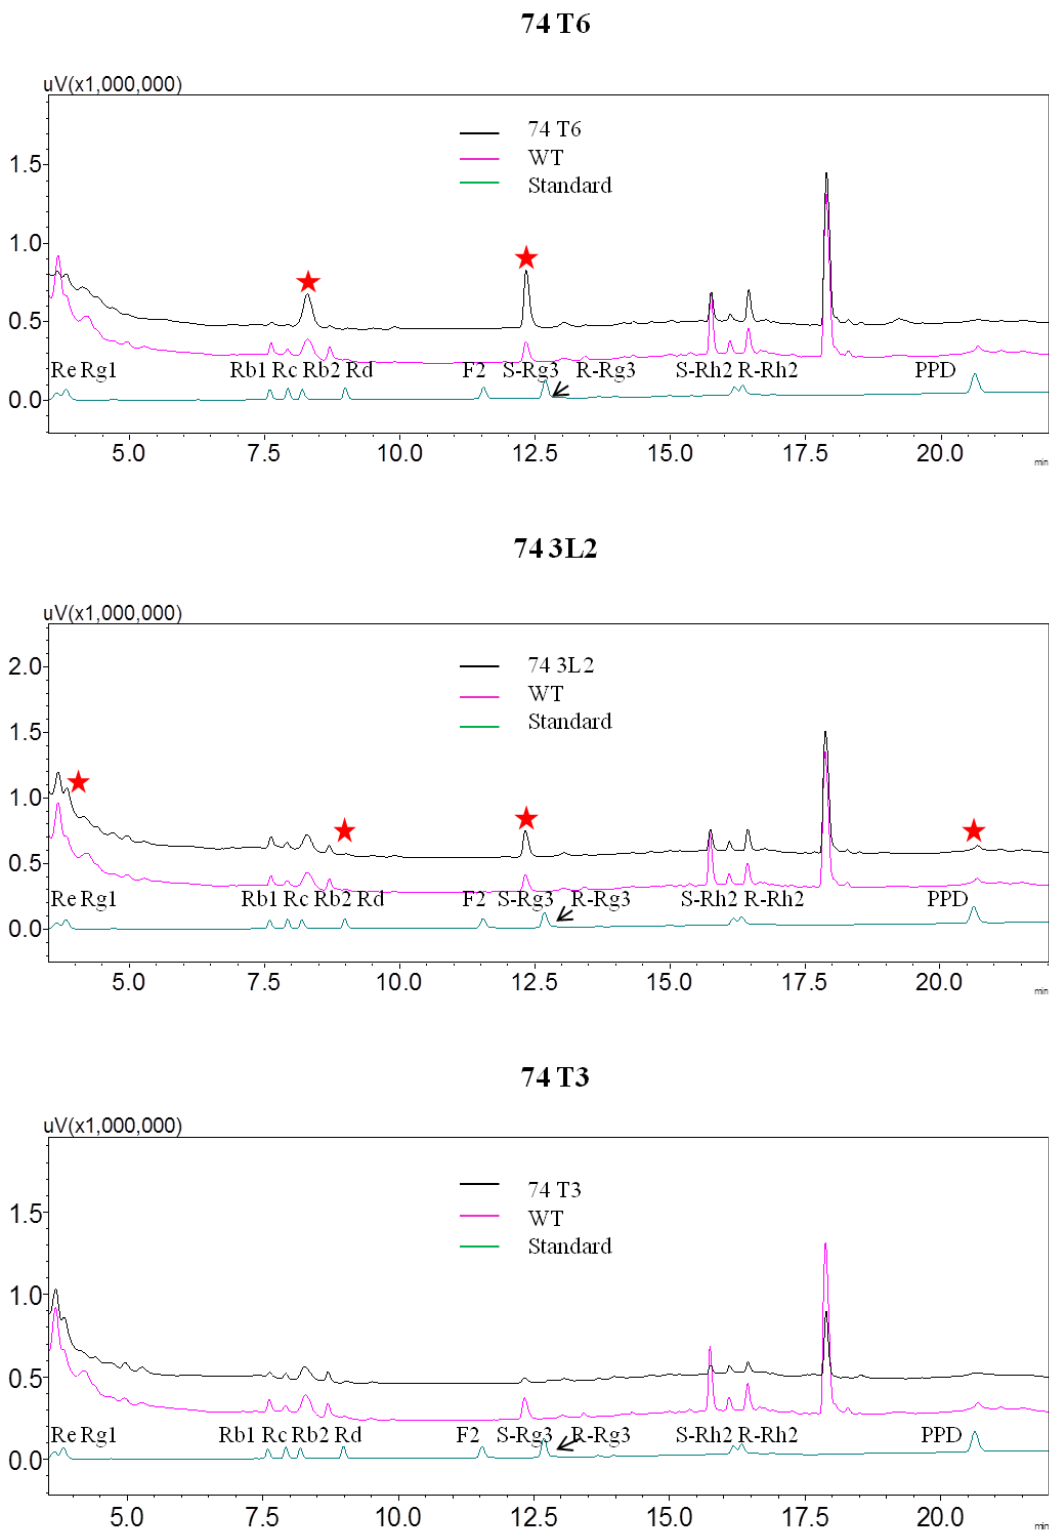 74 T6
uV(x1,000,000)
74 T6
WT
Standard
1.5
1.0
0.5
0.0
Re Rg1 Rb1 Rc Rb2 Rd F2 S-Rg3 R-Rg3 S-Rh2 R-Rh2 PPD
5.0 7.5 10.0 12.5 15.0 17.5 20.0 min
74 3L2
uV(x1,000,000)
74 3L2
WT
Standard
2.0
1.5
1.0
0.5
0.0
Re Rg1 Rb1 Rc Rb2 Rd F2 S-Rg3 R-Rg3 S-Rh2 R-Rh2 PPD
5.0 7.5 10.0 12.5 15.0 17.5 20.0 min
74 T3
uV(x1,000,000)
74 T3
WT
Standard
1.5
1.0
0.5
0.0
Re Rg1 Rb1 Rc Rb2 Rd F2 S-Rg3 R-Rg3 S-Rh2 R-Rh2 PPD
5.0 7.5 10.0 12.5 15.0 17.5 20.0 min